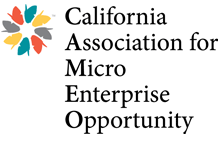 California
Association for
Micro
Enterprise
Opportunity